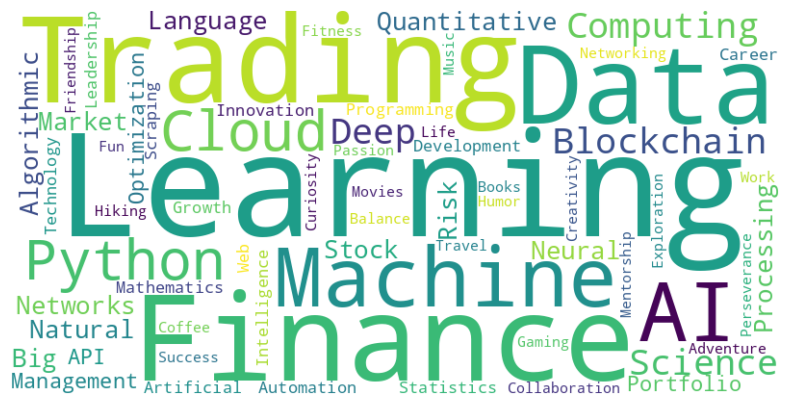 Trading
Language
Quantitative
Computing
Fitness
Music
Networking
Career
Friendship
Leadership
Algorithmic
Data
Innovation
Programming
Optimization
Scraping
Market
Cloud
Deep
Life
Blockchain
Technology
Fun
Passion
Development
Learning
Curiosity
Movies
Books
Humor
Creativity
Work
Hiking
Growth
Balance
Risk
Exploration
Processing
Python
Stock
Travel
Neural
Mentorship
Perseverance
Web
Intelligence
Machine
Mathematics
AI
Networks
Finance
Natural
Coffee
Success
Gaming
Adventure
Big
API
Science
Management
Artificial
Automation
Statistics
Collaboration
Portfolio